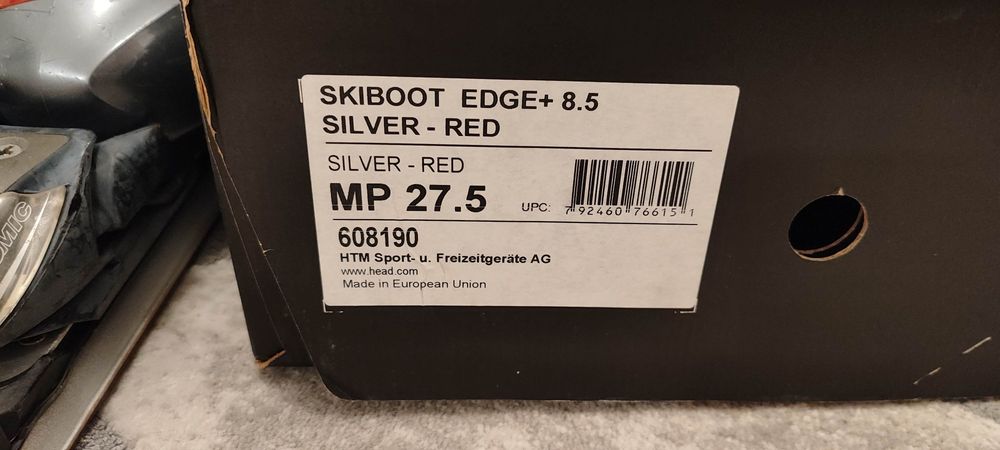 SKIBOOT EDGE+ 8.5
SILVER - RED
SILVER - RED
MP 27.5
UPC: 7 92460 76615 1
608190
HTM Sport- u. Freizeitgeräte AG
www.head.com
Made in European Union
OMIC